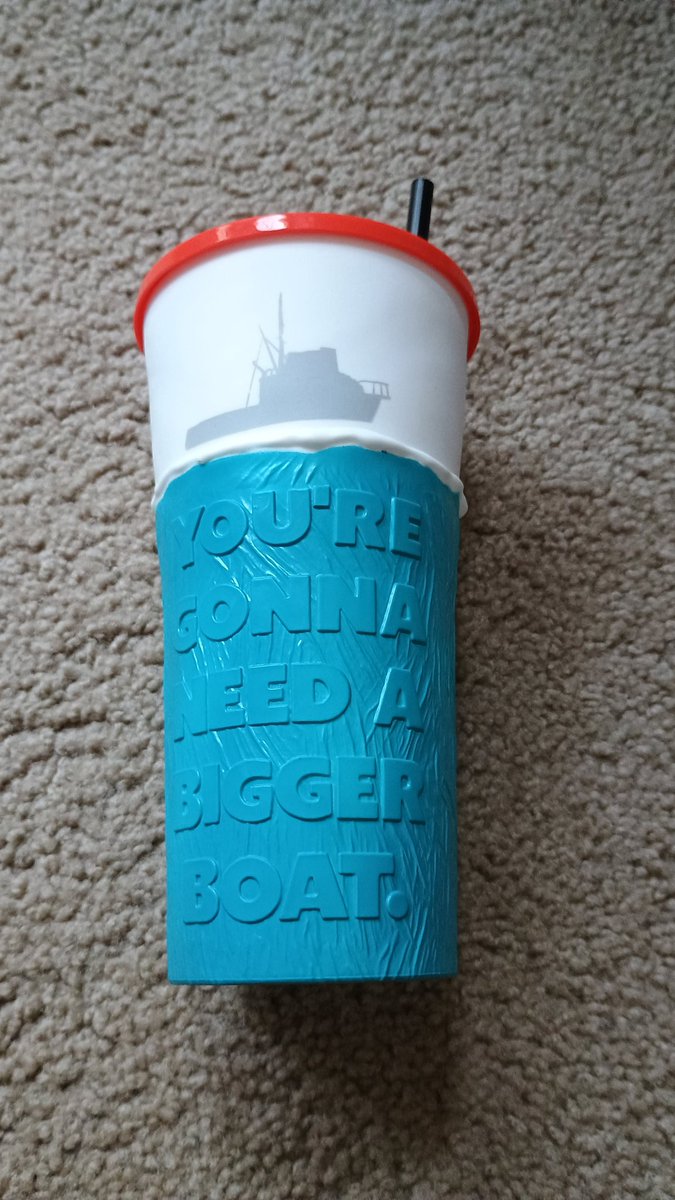 YOU'RE
GONNA
NEED A
BIGGER
BOAT.